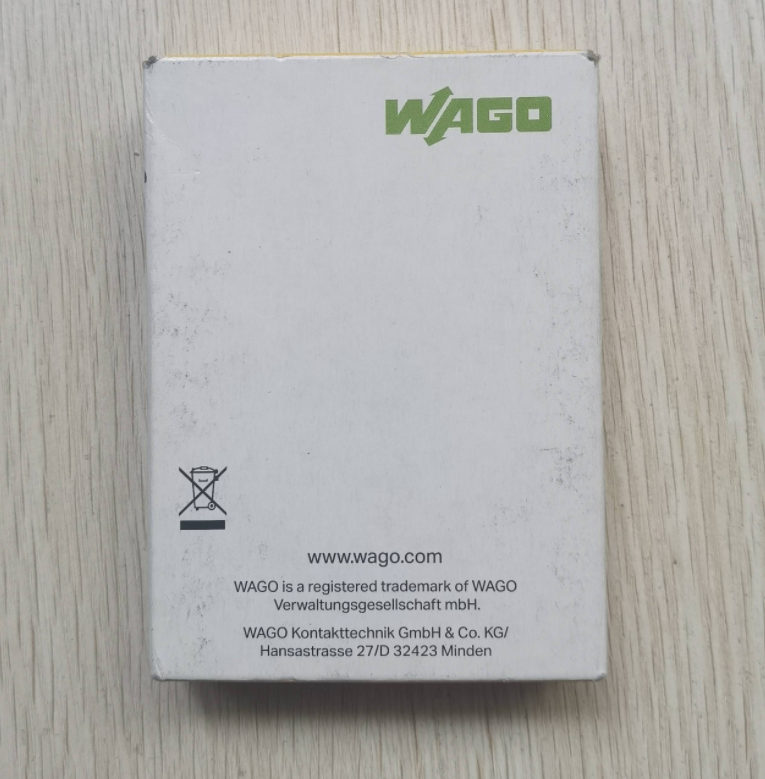 WAGO
www.wago.com
WAGO is a registered trademark of WAGO
Verwaltungsgesellschaft mbH.
WAGO Kontakttechnik GmbH & Co. KG/
Hansastrasse 27/D 32423 Minden